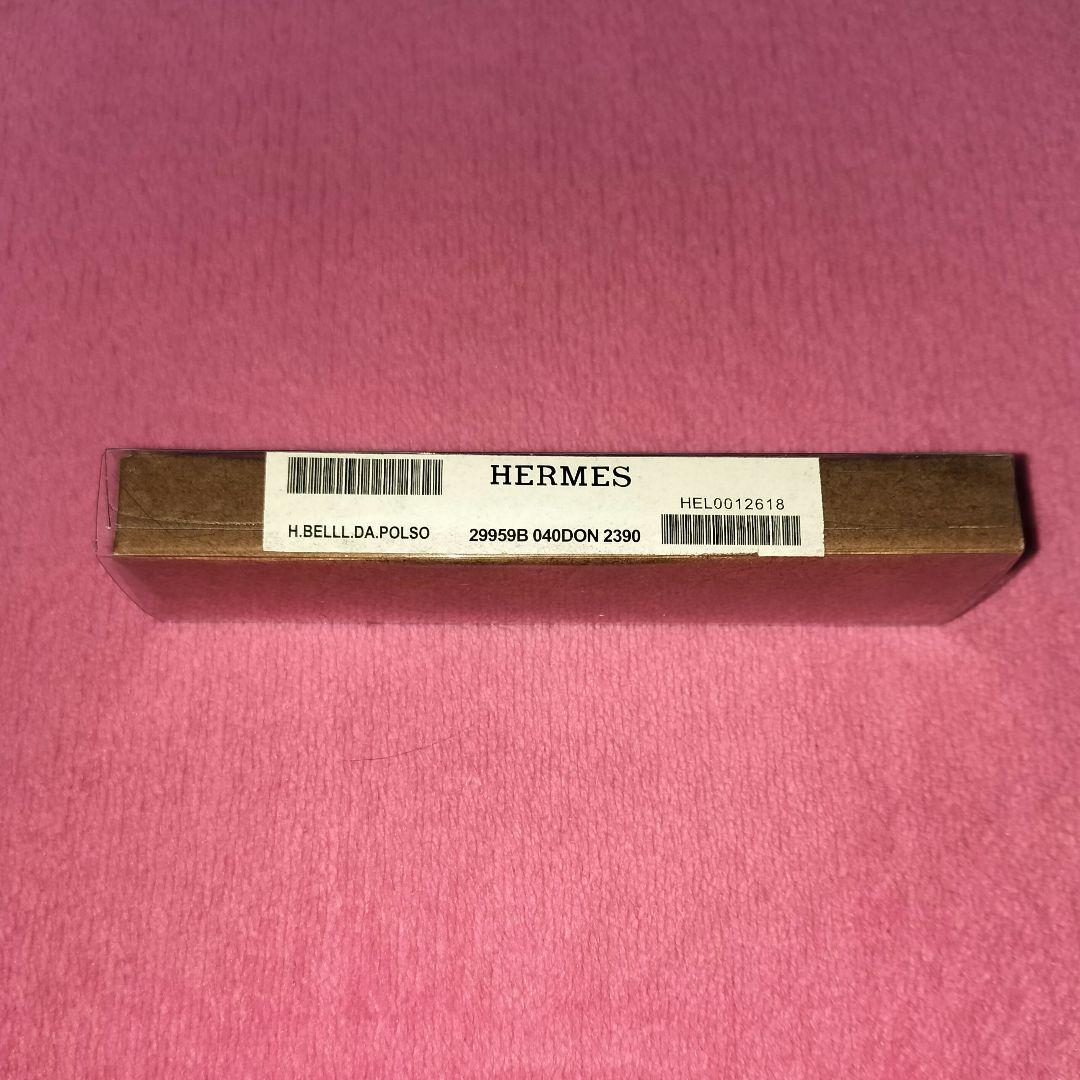 HERMES
HEL0012618
H.BELLL.DA.POLSO 29959B 040DON 2390